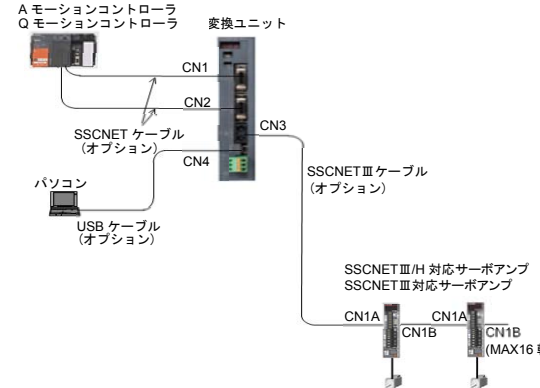 A モーションコントローラ
Q モーションコントローラ
変換ユニット
CN1
CN2
CN3
SSCNET ケーブル
(オプション)
CN4
SSCNETⅢケーブル
(オプション)
パソコン
USB ケーブル
(オプション)
SSCNETⅢ/H 対応サーボアンプ
SSCNETⅢ対応サーボアンプ
CN1A
CN1B
CN1A
CN1B
(MAX16